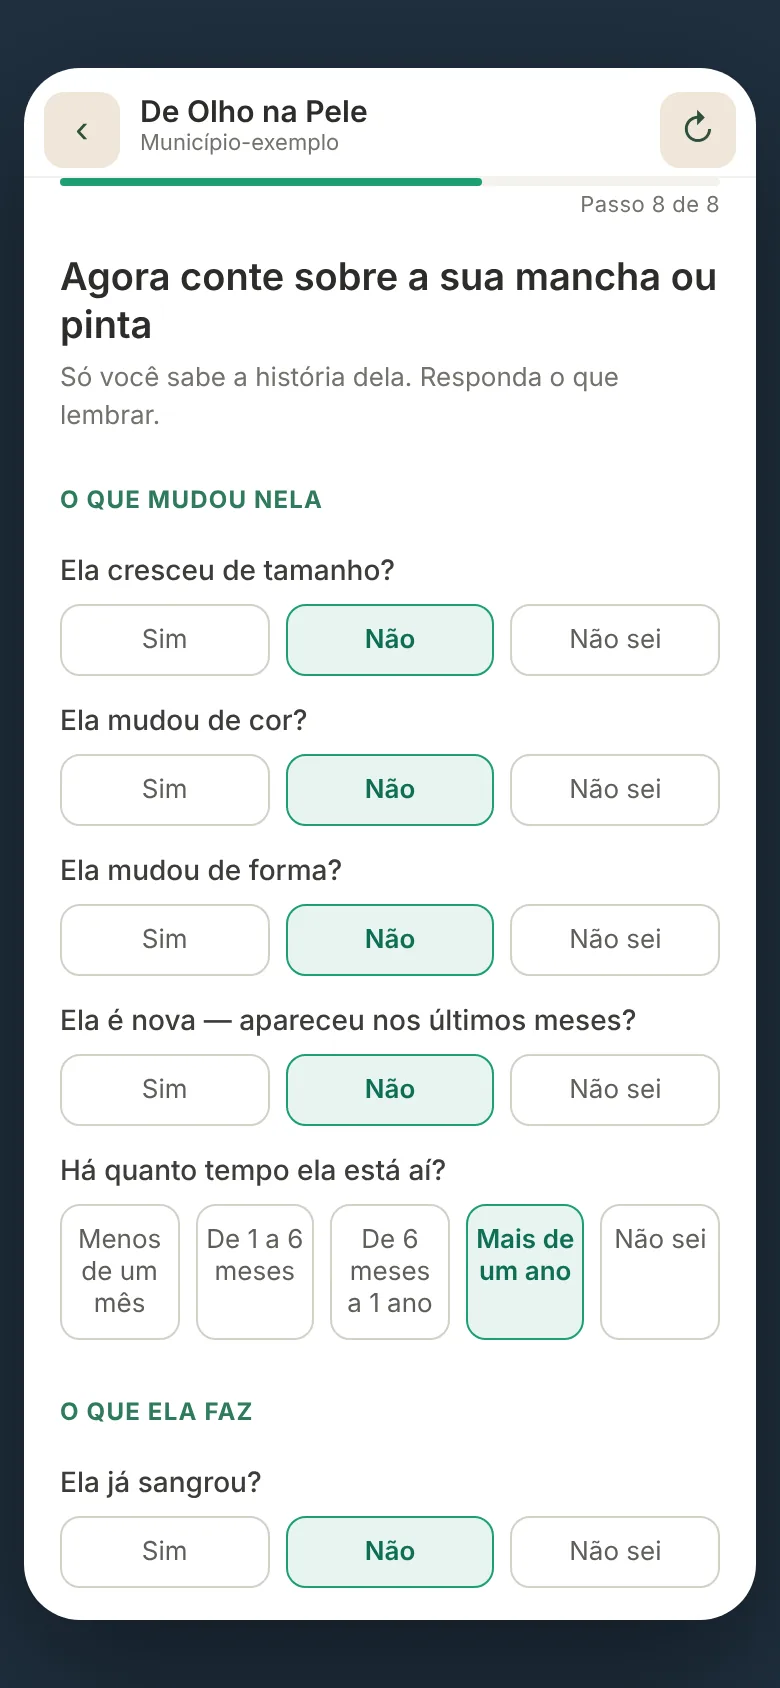 De Olho na Pele
Município-exemplo
Passo 8 de 8
Agora conte sobre a sua mancha ou
pinta
Só você sabe a história dela. Responda o que
lembrar.
O QUE MUDOU NELA
Ela cresceu de tamanho?
Sim Não Não sei
Ela mudou de cor?
Sim Não Não sei
Ela mudou de forma?
Sim Não Não sei
Ela é nova — apareceu nos últimos meses?
Sim Não Não sei
Há quanto tempo ela está aí?
Menos
de um
mês
De 1 a 6
meses
De 6
meses
a 1 ano
Mais de
um ano
Não sei
O QUE ELA FAZ
Ela já sangrou?
Sim Não Não sei